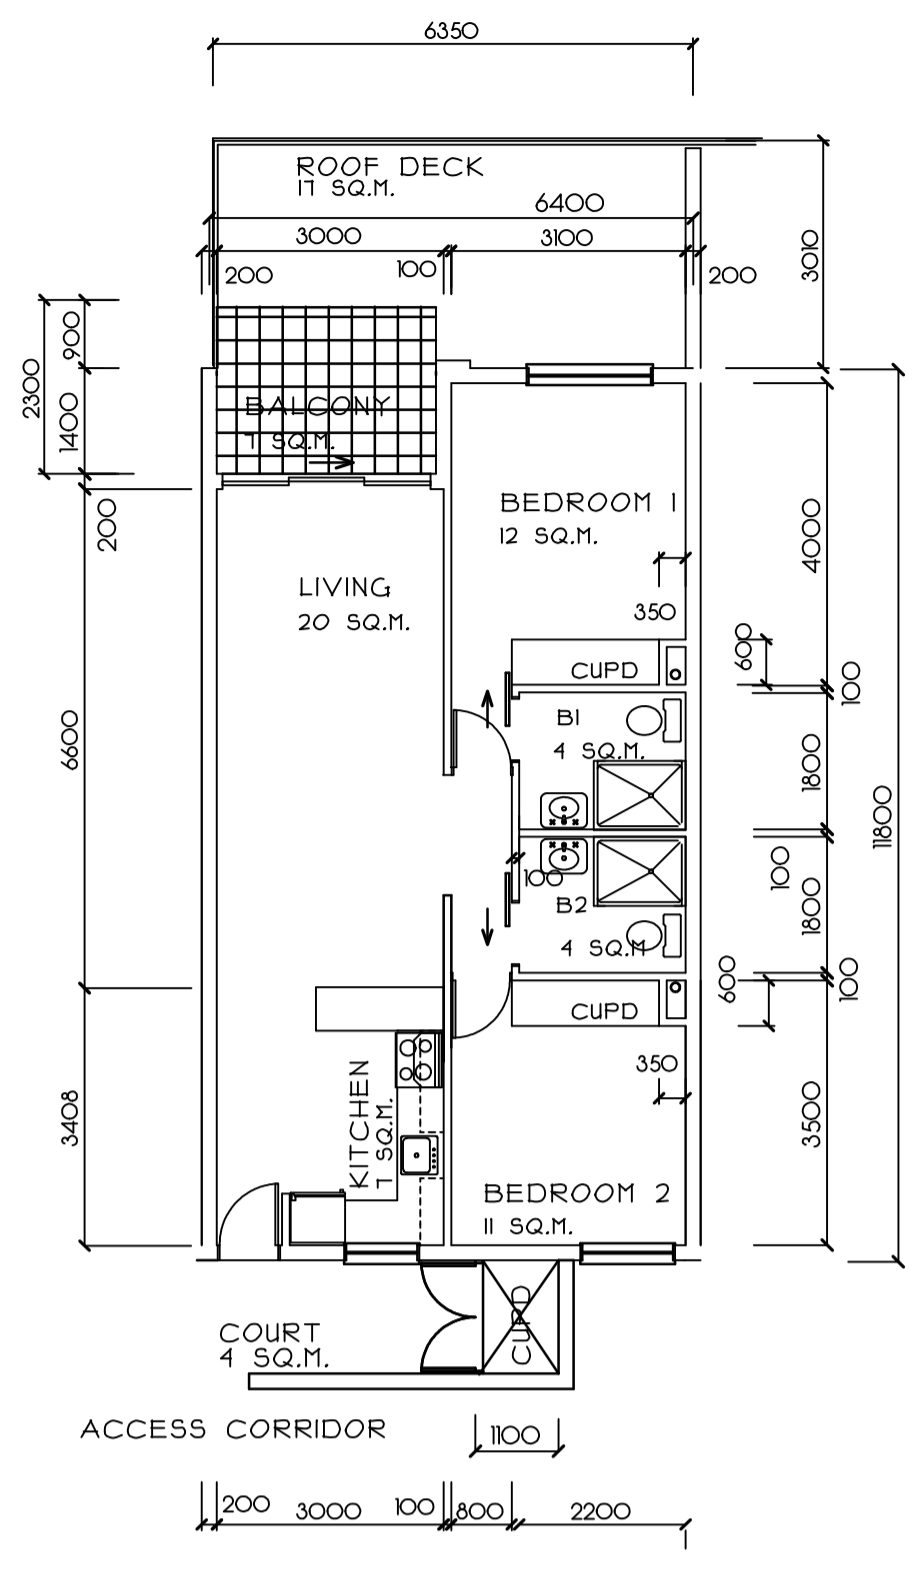 6350
ROOF DECK
17 SQ.M.
6400
3000
3100
200
100
200
3010
900
2300
1400
BALCONY
7 SQ.M.
200
BEDROOM 1
12 SQ.M.
4000
LIVING
20 SQ.M.
350
600
CUPD
100
B1
4 SQ.M.
6600
1800
11800
100
100
B2
1800
4 SQ.M
600
100
CUPD
350
KITCHEN
7 SQ.M.
3408
3500
BEDROOM 2
11 SQ.M.
CUPD
COURT
4 SQ.M.
ACCESS CORRIDOR
1100
200
3000
100
800
2200